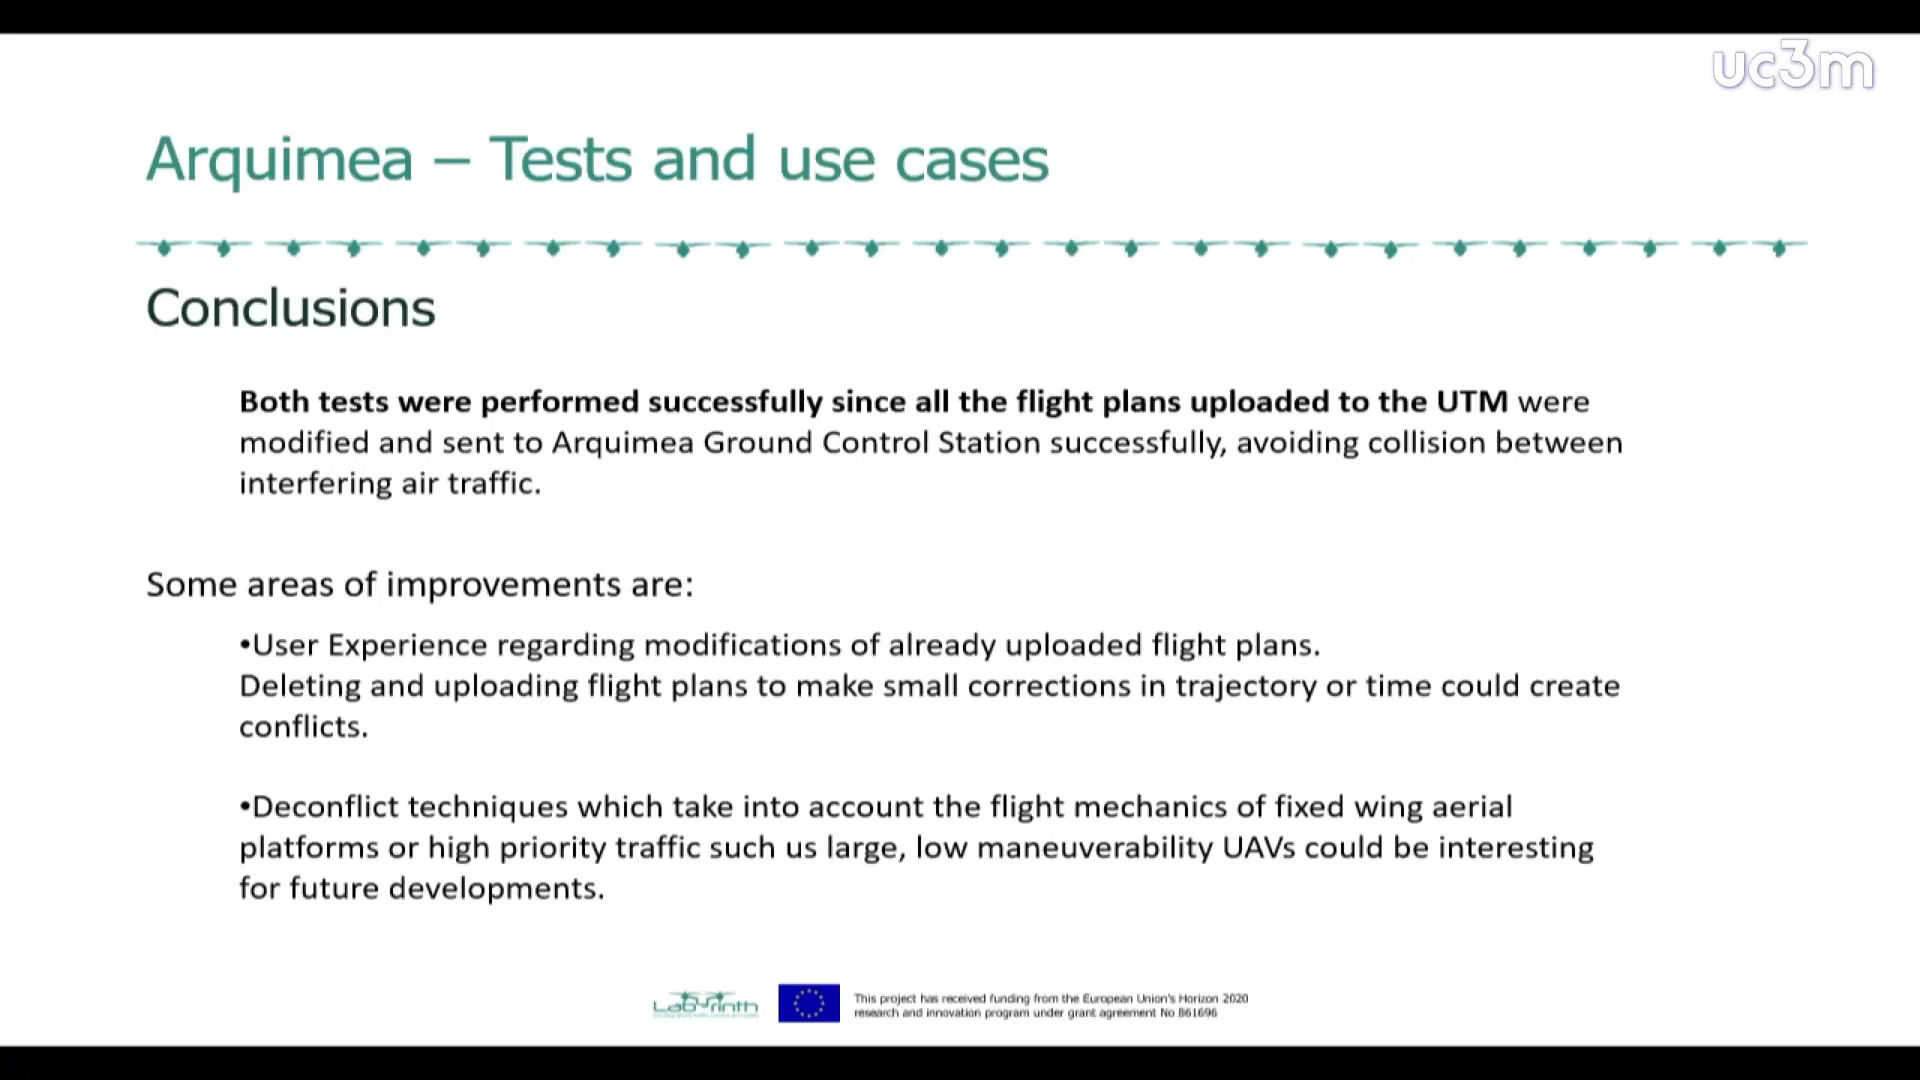 uc3m
Arquimea – Tests and use cases
Conclusions
Both tests were performed successfully since all the flight plans uploaded to the UTM were
modified and sent to Arquimea Ground Control Station successfully, avoiding collision between
interfering air traffic.
Some areas of improvements are:
•User Experience regarding modifications of already uploaded flight plans.
Deleting and uploading flight plans to make small corrections in trajectory or time could create
conflicts.
•Deconflict techniques which take into account the flight mechanics of fixed wing aerial
platforms or high priority traffic such us large, low maneuverability UAVs could be interesting
for future developments.
Labyrinth
This project has received funding from the European Union's Horizon 2020
research and innovation program under grant agreement No 861696